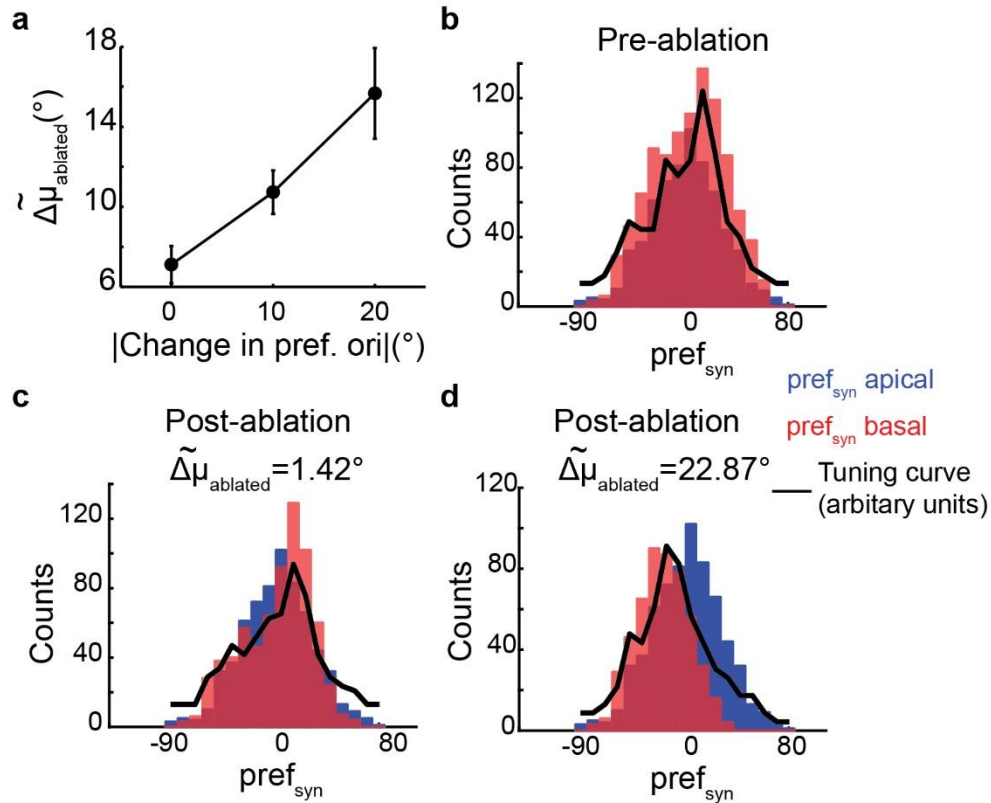 a
18
14
10
6
Δ̃μablated(°)
0 10 20
|Change in pref. ori|(°)
b
Pre-ablation
120
80
40
0
Counts
-90 0 80
prefsyn
c
Post-ablation
Δ̃μablated=1.42°
120
80
40
0
Counts
-90 0 80
prefsyn
d
Post-ablation
Δ̃μablated=22.87°
120
80
40
0
Counts
-90 0 80
prefsyn
prefsyn apical
prefsyn basal
Tuning curve
(arbitary units)